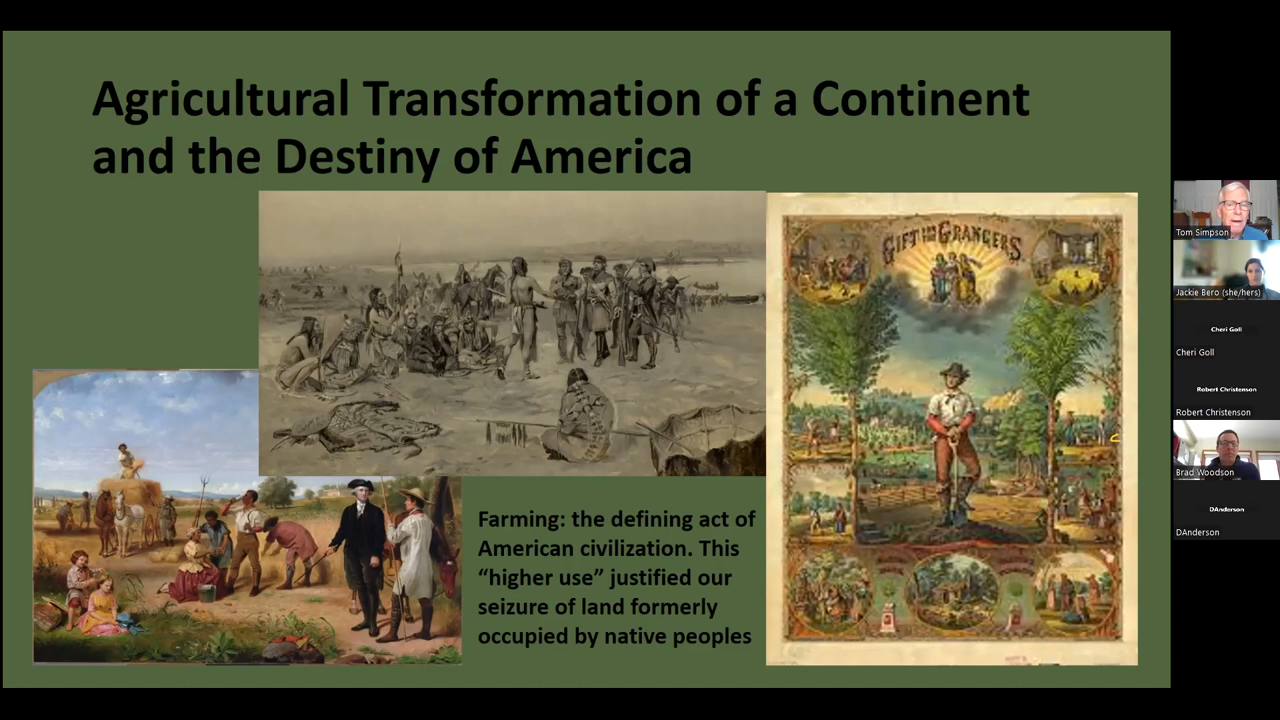 Agricultural Transformation of a Continent
and the Destiny of America
GIFT FOR THE GRANGERS.
Farming: the defining act of
American civilization. This
“higher use” justified our
seizure of land formerly
occupied by native peoples
Tom Simpson
Jackie Bero (she/hers)
Cheri Goll
Cheri Goll
Robert Christenson
Robert Christenson
Brad Woodson
DAnderson
DAnderson